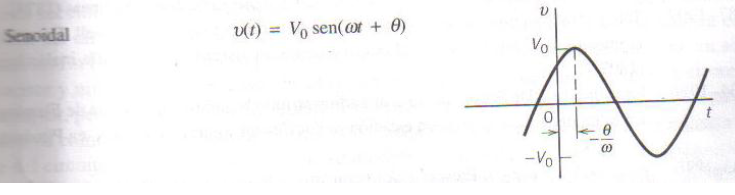 Senoidal
υ(t) = V₀ sen(ωt + θ)
υ
V₀
0
t
-θ/ω
-V₀